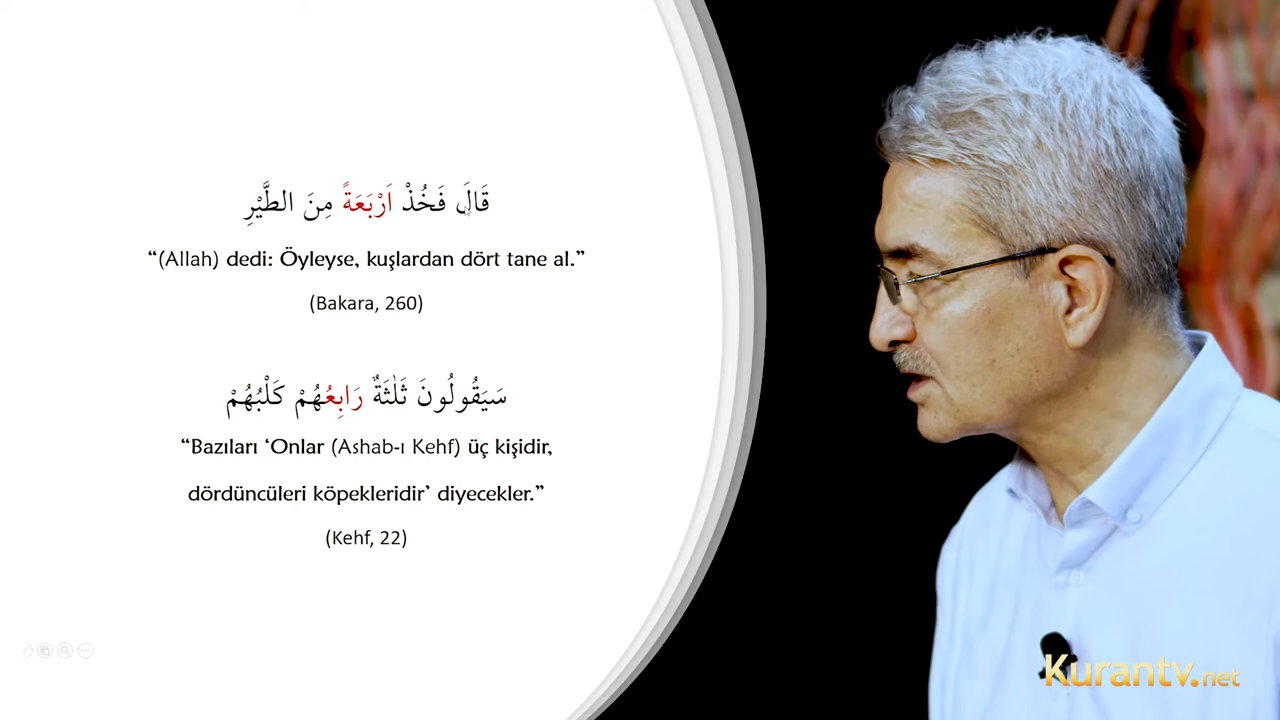 قَالَ فَخُذْ اَرْبَعَةً مِنَ الطَّيْرِ
“(Allah) dedi: Öyleyse, kuşlardan dört tane al.”
(Bakara, 260)
سَيَقُولُونَ ثَلٰثَةٌ رَابِعُهُمْ كَلْبُهُمْ
“Bazıları ‘Onlar (Ashab-ı Kehf) üç kişidir,
dördüncüleri köpekleridir’ diyecekler.”
(Kehf, 22)
Kurantv.net